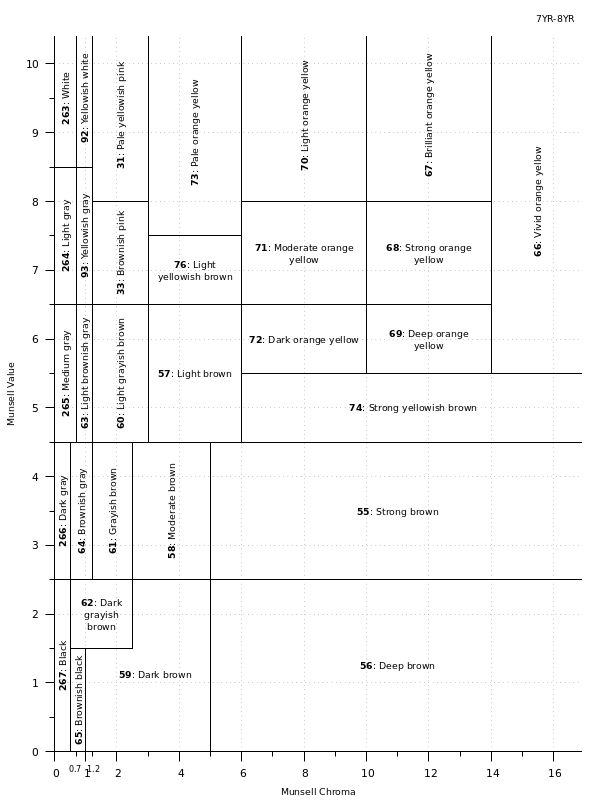 7YR-8YR
10
9
8
7
6
5
4
3
2
1
0
Munsell Value
263: White
92: Yellowish white
31: Pale yellowish pink
73: Pale orange yellow
70: Light orange yellow
67: Brilliant orange yellow
66: Vivid orange yellow
264: Light gray
93: Yellowish gray
33: Brownish pink
76: Light
yellowish brown
71: Moderate orange
yellow
68: Strong orange
yellow
265: Medium gray
63: Light brownish gray
60: Light grayish brown
57: Light brown
72: Dark orange yellow
69: Deep orange
yellow
74: Strong yellowish brown
266: Dark gray
64: Brownish gray
61: Grayish brown
58: Moderate brown
55: Strong brown
62: Dark
grayish
brown
267: Black
65: Brownish black
59: Dark brown
56: Deep brown
0 1 2 4 6 8 10 12 14 16
0.7 1.2
Munsell Chroma